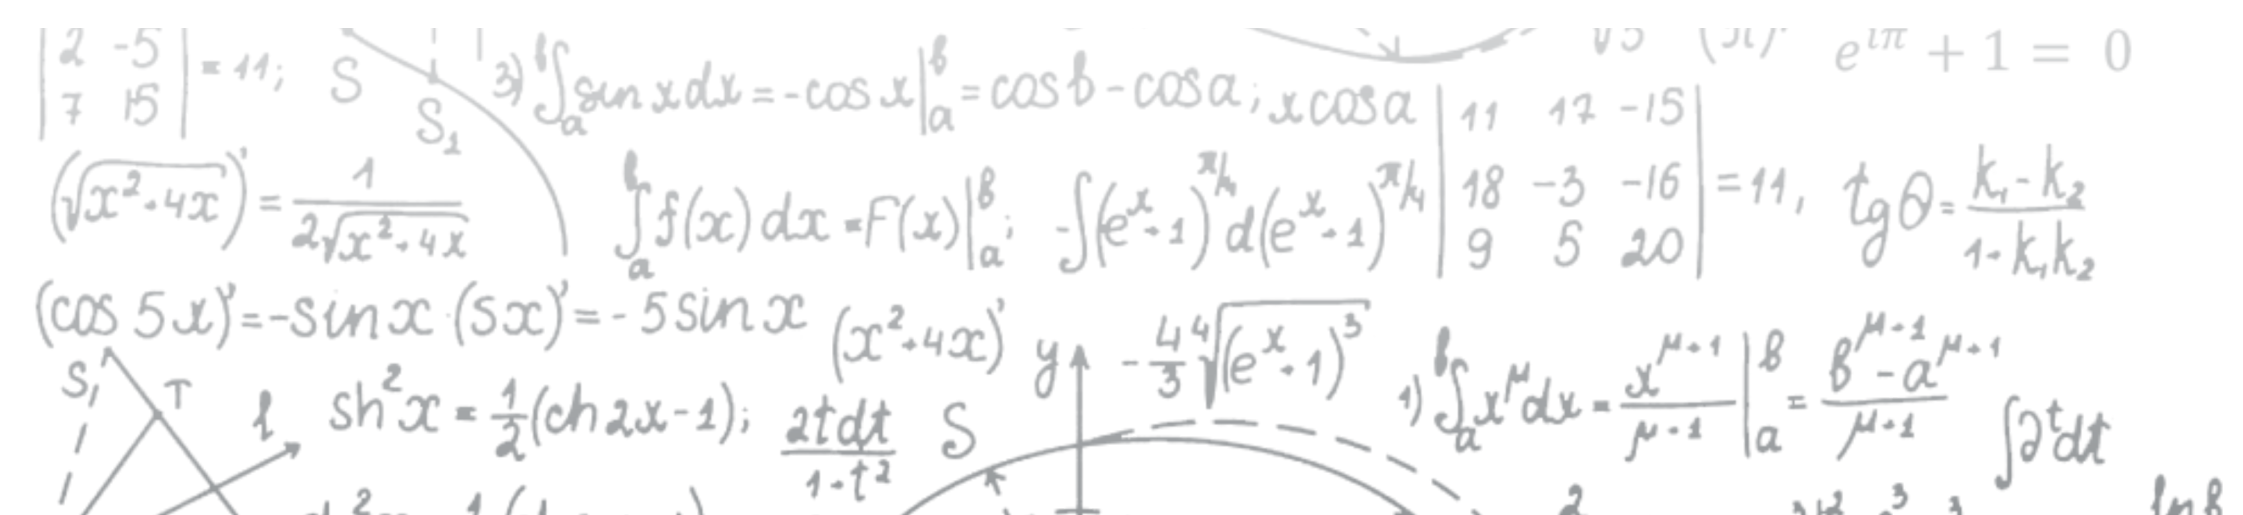 |2 -5| = 11;
|7 15|
S
S₁
3) ∫ₐᵇ sin x dx = -cos x |ₐᵇ = cos b - cos a;
x cos a
e^{iπ} + 1 = 0
|11 17 -15|
|18 -3 -16| = 11,
|9 5 20|
(√(x²+4x))' = 1/(2√(x²+4x))
∫ₐᵇ f(x) dx = F(x) |ₐᵇ;
-∫(eˣ+1)^{π/4} d(eˣ+1)^{π/4}
tg θ = (k₁-k₂)/(1+k₁k₂)
(cos 5x)' = -sin x · (5x)' = -5 sin x
(x²+4x)'
-4/3 ⁴√((eˣ+1)³)
y
1) ∫ₐᵇ x^μ dx = x^{μ+1}/(μ+1) |ₐᵇ = (b^{μ+1} - a^{μ+1})/(μ+1)
S₁
T
l
sh²x = 1/2 (ch 2x - 1);
2tdt/(1+t²)
S
∫∂ᵗdt
ln b